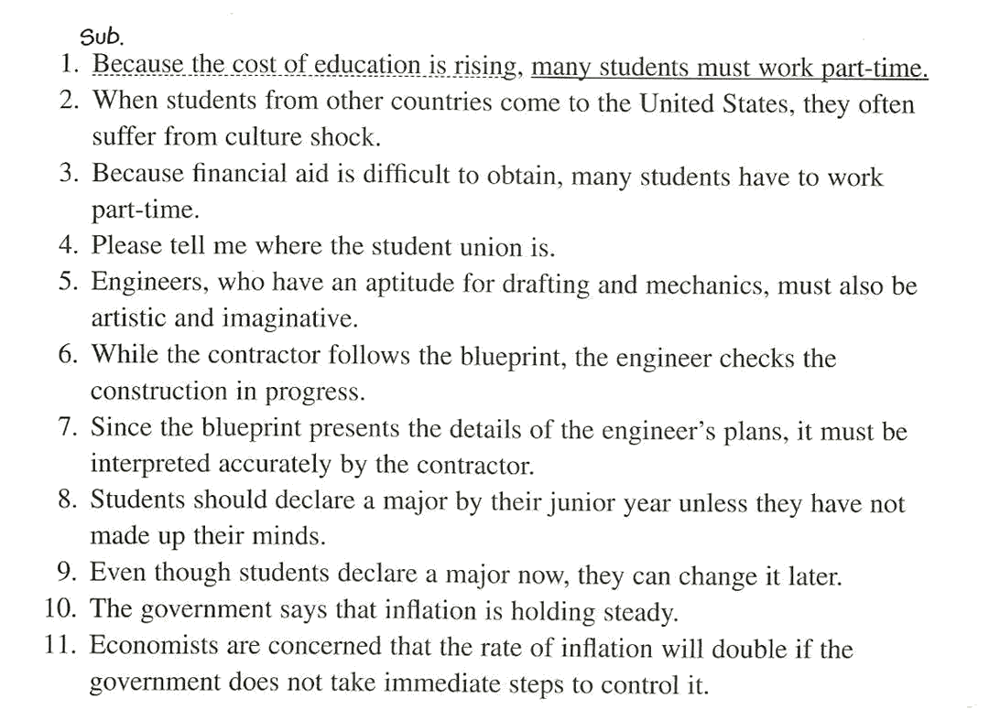 Sub.
1. Because the cost of education is rising, many students must work part-time.
2. When students from other countries come to the United States, they often
suffer from culture shock.
3. Because financial aid is difficult to obtain, many students have to work
part-time.
4. Please tell me where the student union is.
5. Engineers, who have an aptitude for drafting and mechanics, must also be
artistic and imaginative.
6. While the contractor follows the blueprint, the engineer checks the
construction in progress.
7. Since the blueprint presents the details of the engineer’s plans, it must be
interpreted accurately by the contractor.
8. Students should declare a major by their junior year unless they have not
made up their minds.
9. Even though students declare a major now, they can change it later.
10. The government says that inflation is holding steady.
11. Economists are concerned that the rate of inflation will double if the
government does not take immediate steps to control it.